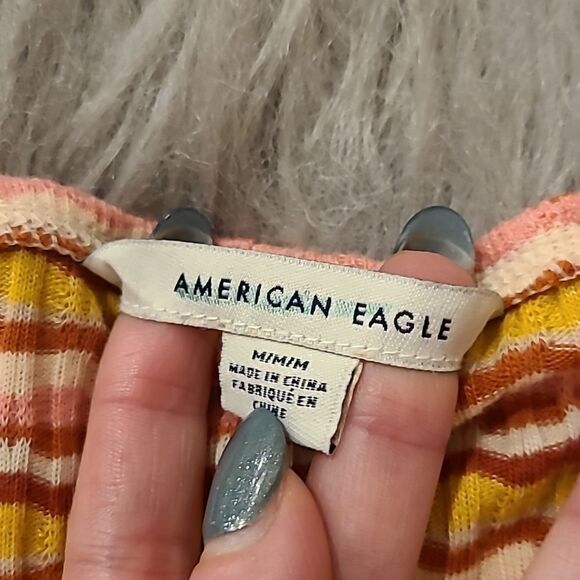 AMERICAN EAGLE
M/M/M
MADE IN CHINA
FABRIQUÉ EN
CHINE